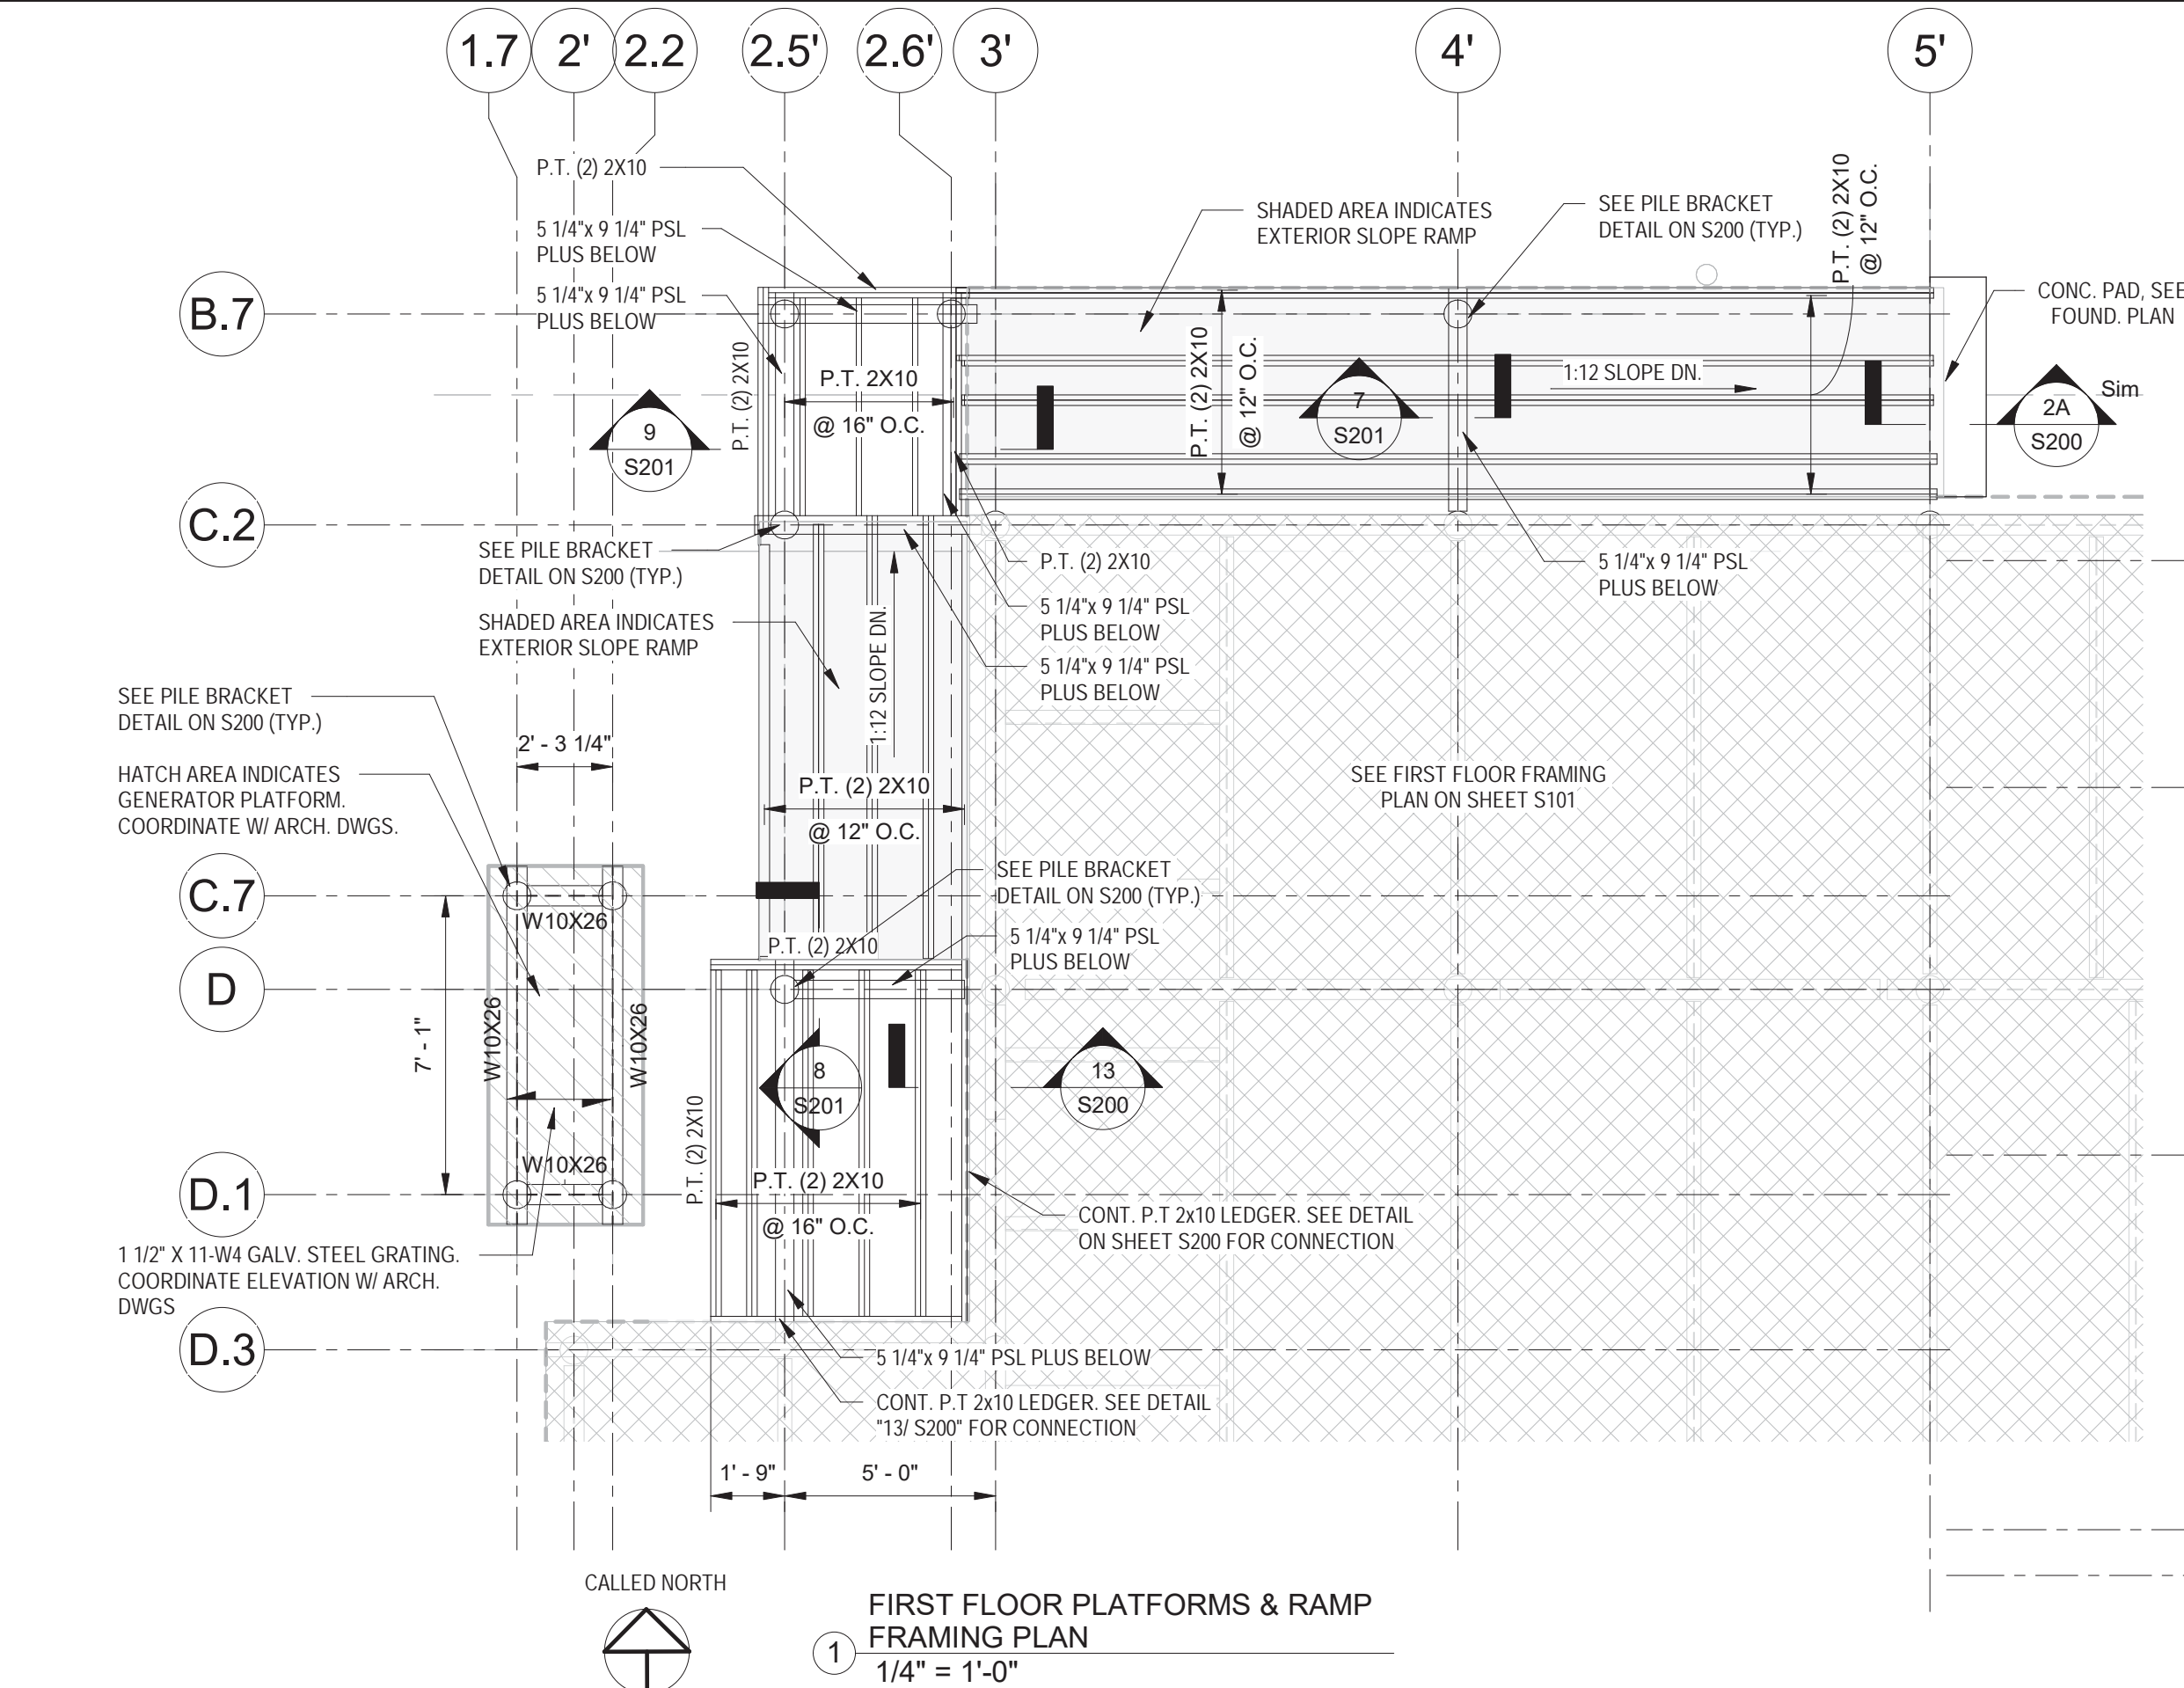 1.7
2'
2.2
2.5'
2.6'
3'
4'
5'
P.T. (2) 2X10
5 1/4"x 9 1/4" PSL
PLUS BELOW
5 1/4"x 9 1/4" PSL
PLUS BELOW
SHADED AREA INDICATES
EXTERIOR SLOPE RAMP
SEE PILE BRACKET
DETAIL ON S200 (TYP.)
P.T. (2) 2X10
@ 12" O.C.
CONC. PAD, SEE
FOUND. PLAN
B.7
P.T. (2) 2X10
P.T. 2X10
@ 16" O.C.
9
S201
P.T. (2) 2X10
@ 12" O.C.
7
S201
1:12 SLOPE DN.
2A
S200
Sim
C.2
SEE PILE BRACKET
DETAIL ON S200 (TYP.)
P.T. (2) 2X10
5 1/4"x 9 1/4" PSL
PLUS BELOW
5 1/4"x 9 1/4" PSL
PLUS BELOW
5 1/4"x 9 1/4" PSL
PLUS BELOW
SHADED AREA INDICATES
EXTERIOR SLOPE RAMP
1:12 SLOPE DN.
SEE PILE BRACKET
DETAIL ON S200 (TYP.)
2' - 3 1/4"
HATCH AREA INDICATES
GENERATOR PLATFORM.
COORDINATE W/ ARCH. DWGS.
P.T. (2) 2X10
@ 12" O.C.
SEE FIRST FLOOR FRAMING
PLAN ON SHEET S101
C.7
W10X26
SEE PILE BRACKET
DETAIL ON S200 (TYP.)
P.T. (2) 2X10
5 1/4"x 9 1/4" PSL
PLUS BELOW
D
7' - 1"
W10X26
W10X26
8
S201
13
S200
P.T. (2) 2X10
W10X26
P.T. (2) 2X10
@ 16" O.C.
D.1
CONT. P.T 2x10 LEDGER. SEE DETAIL
ON SHEET S200 FOR CONNECTION
1 1/2" X 11-W4 GALV. STEEL GRATING.
COORDINATE ELEVATION W/ ARCH.
DWGS
D.3
5 1/4"x 9 1/4" PSL PLUS BELOW
CONT. P.T 2x10 LEDGER. SEE DETAIL
"13/ S200" FOR CONNECTION
1' - 9"
5' - 0"
CALLED NORTH
1
FIRST FLOOR PLATFORMS & RAMP
FRAMING PLAN
1/4" = 1'-0"